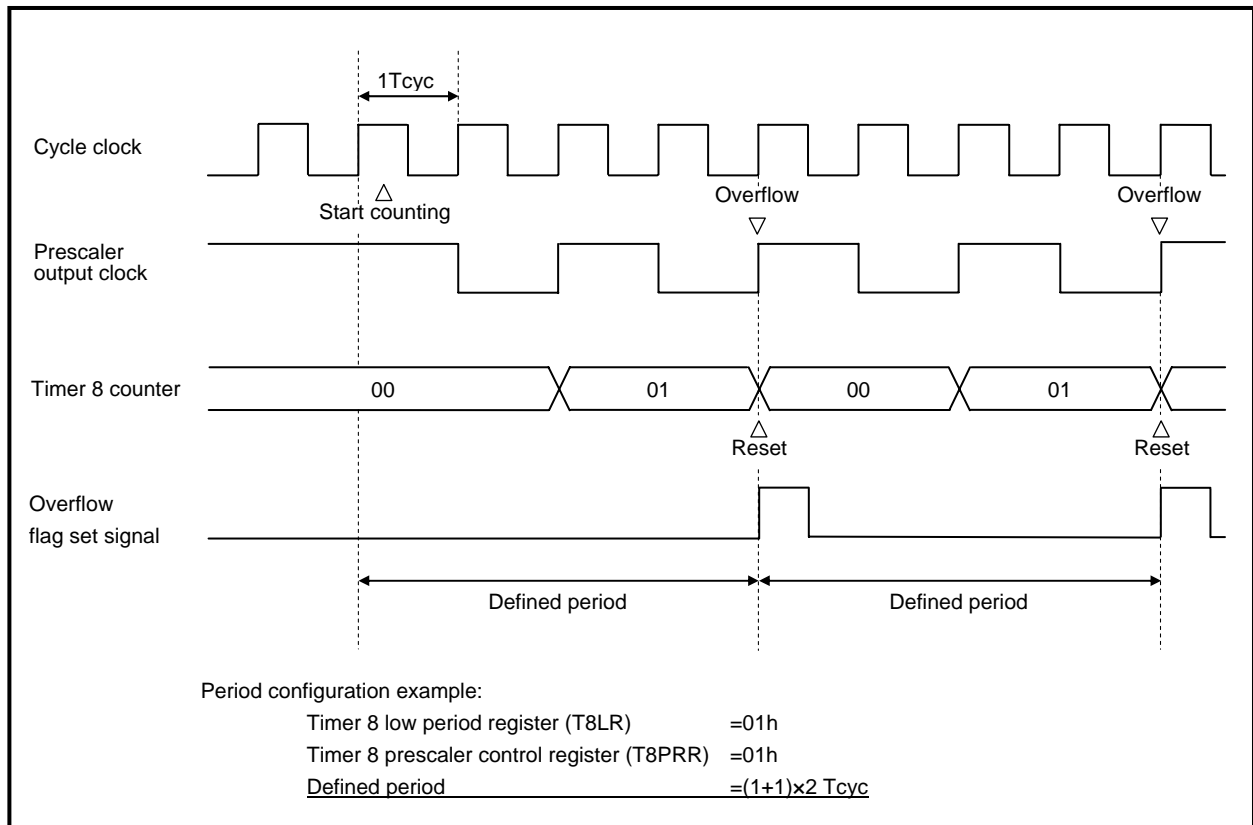 1Tcyc
Cycle clock
Start counting
Overflow
Overflow
Prescaler
output clock
Timer 8 counter
00
01
00
01
Reset
Reset
Overflow
flag set signal
Defined period
Defined period
Period configuration example:
Timer 8 low period register (T8LR) =01h
Timer 8 prescaler control register (T8PRR) =01h
Defined period =(1+1)×2 Tcyc